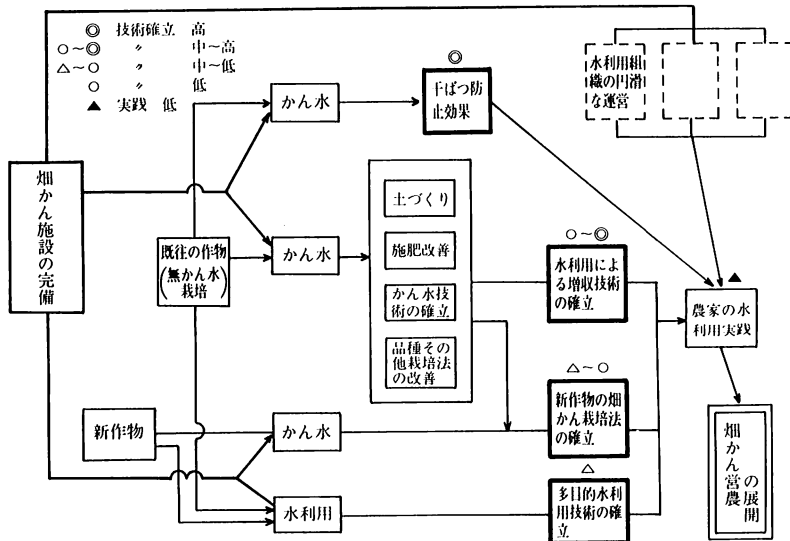 ◎ 技術確立 高
○～◎ 〃 中～高
△～○ 〃 中～低
○ 〃 低
▲ 実践 低
水利用組
織の円滑
な運営
◎
干ばつ防
止効果
かん水
畑かん施設の完備
既往の作物
(無かん水)
栽培
かん水
土づくり
施肥改善
かん水技
術の確立
品種その
他栽培法
の改善
○～◎
水利用によ
る増収技術
の確立
▲
農家の水
利用実践
△～○
新作物の畑
かん栽培法
の確立
新作物
かん水
△
多目的水利
用技術の確
立
水利用
畑かん営農
の展開